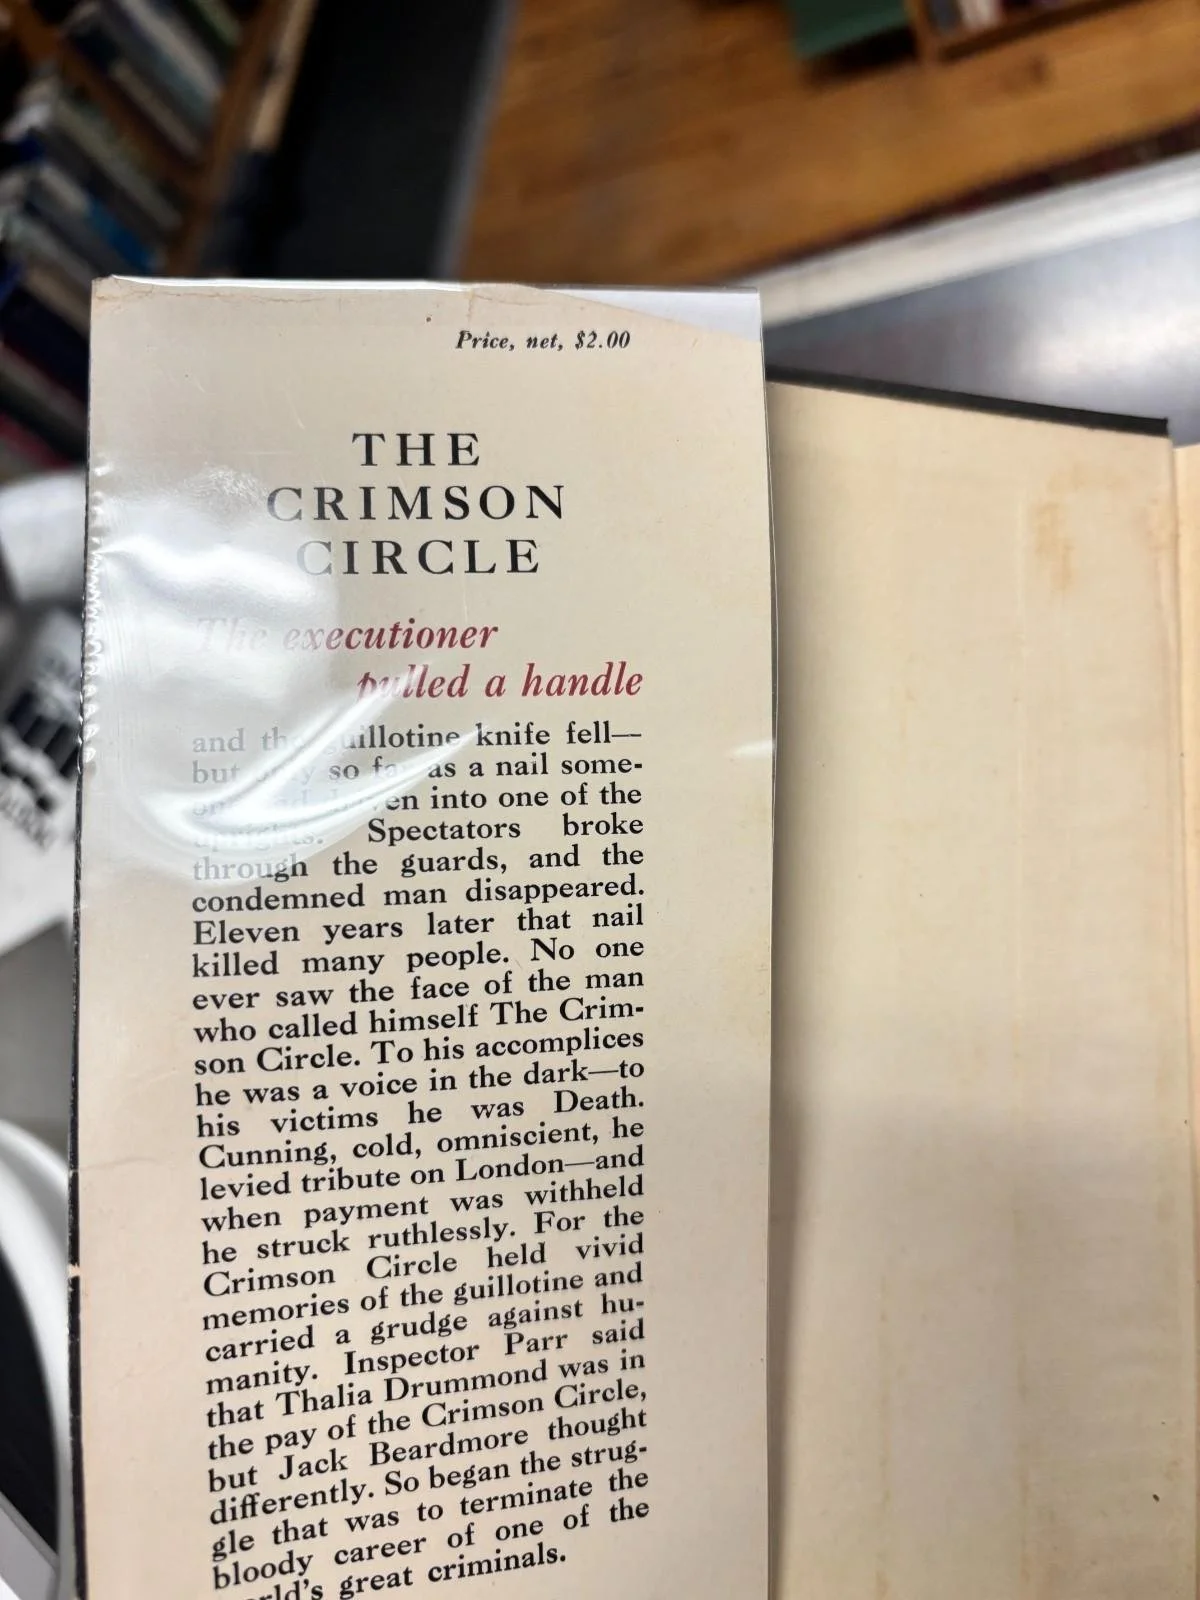 Price, net, $2.00
THE
CRIMSON
CIRCLE
The executioner
pulled a handle
and the guillotine knife fell—
but only so far as a nail some-
one had driven into one of the
uprights. Spectators broke
through the guards, and the
condemned man disappeared.
Eleven years later that nail
killed many people. No one
ever saw the face of the man
who called himself The Crim-
son Circle. To his accomplices
he was a voice in the dark—to
his victims he was Death.
Cunning, cold, omniscient, he
levied tribute on London—and
when payment was withheld
he struck ruthlessly. For the
Crimson Circle held vivid
memories of the guillotine and
carried a grudge against hu-
manity. Inspector Parr said
that Thalia Drummond was in
the pay of the Crimson Circle,
but Jack Beardmore thought
differently. So began the strug-
gle that was to terminate the
bloody career of one of the
world's great criminals.